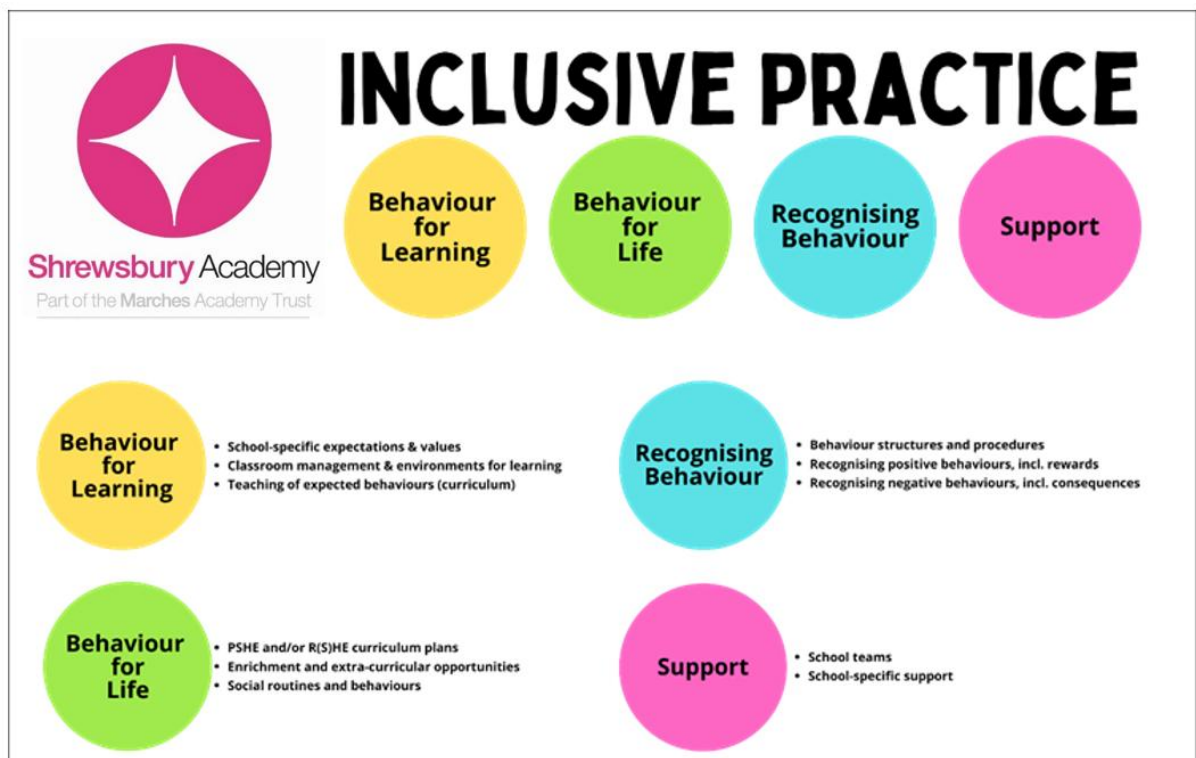 INCLUSIVE PRACTICE
Shrewsbury Academy
Part of the Marches Academy Trust
Behaviour
for
Learning
Behaviour
for
Life
Recognising
Behaviour
Support
Behaviour
for
Learning
• School-specific expectations & values
• Classroom management & environments for learning
• Teaching of expected behaviours (curriculum)
Recognising
Behaviour
• Behaviour structures and procedures
• Recognising positive behaviours, incl. rewards
• Recognising negative behaviours, incl. consequences
Behaviour
for
Life
• PSHE and/or R(S)HE curriculum plans
• Enrichment and extra-curricular opportunities
• Social routines and behaviours
Support
• School teams
• School-specific support